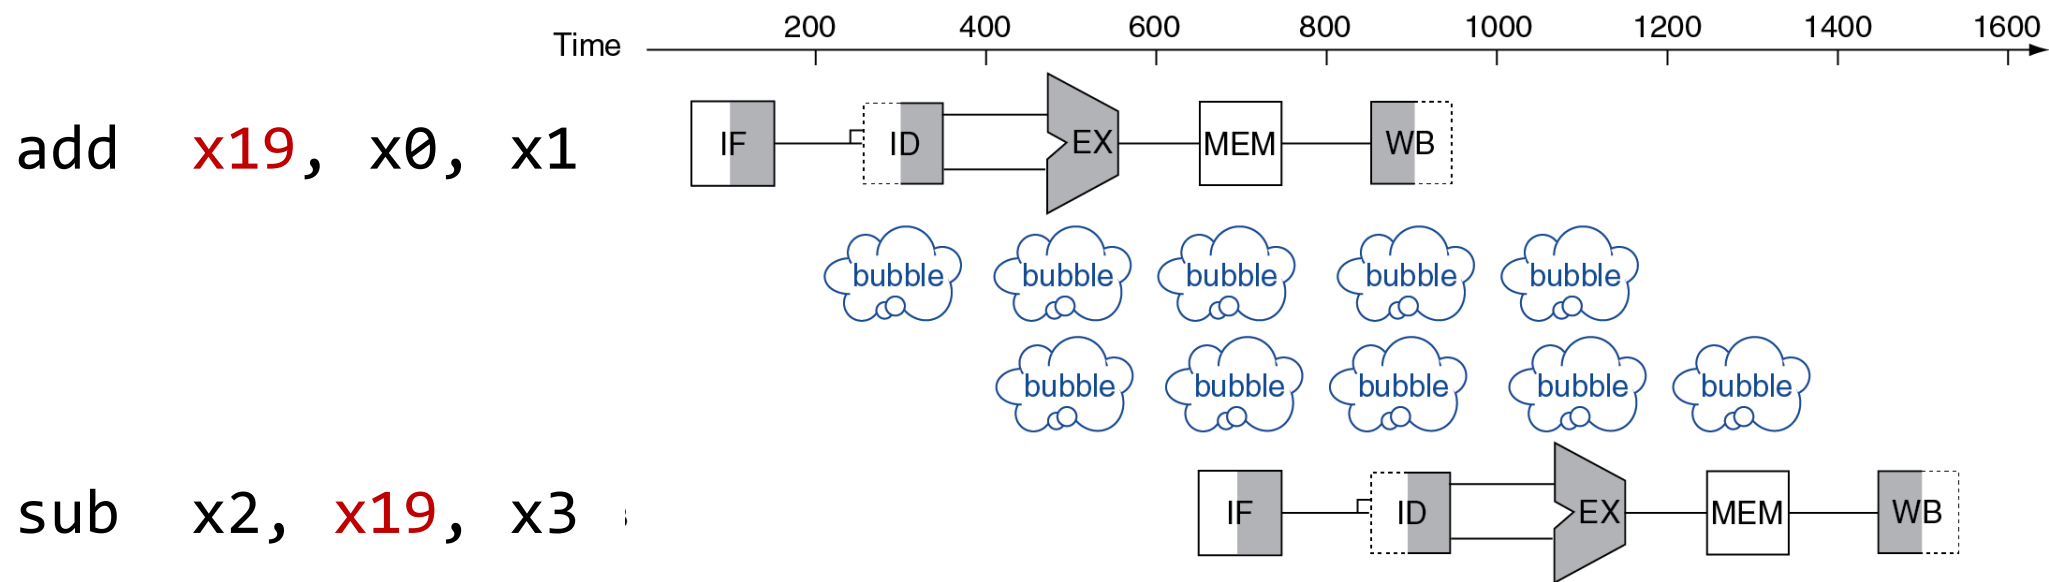 200 400 600 800 1000 1200 1400 1600
Time
add x19, x0, x1 IF ID EX MEM WB
bubble bubble bubble bubble bubble
bubble bubble bubble bubble bubble
sub x2, x19, x3 IF ID EX MEM WB